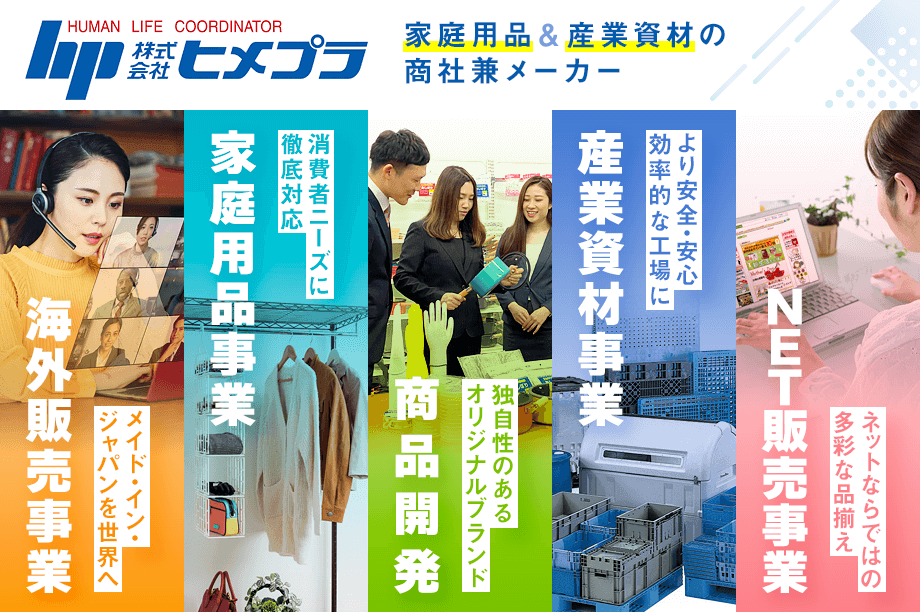 HUMAN LIFE COORDINATOR
hp 株式会社 ヒメプラ
家庭用品&産業資材の
商社兼メーカー
海外販売事業
メイド・イン・
ジャパンを世界へ
家庭用品事業
消費者ニーズに
徹底対応
商品開発
独自性のある
オリジナルブランド
産業資材事業
より安全・安心
効率的な工場に
NET販売事業
ネットならではの
多彩な品揃え